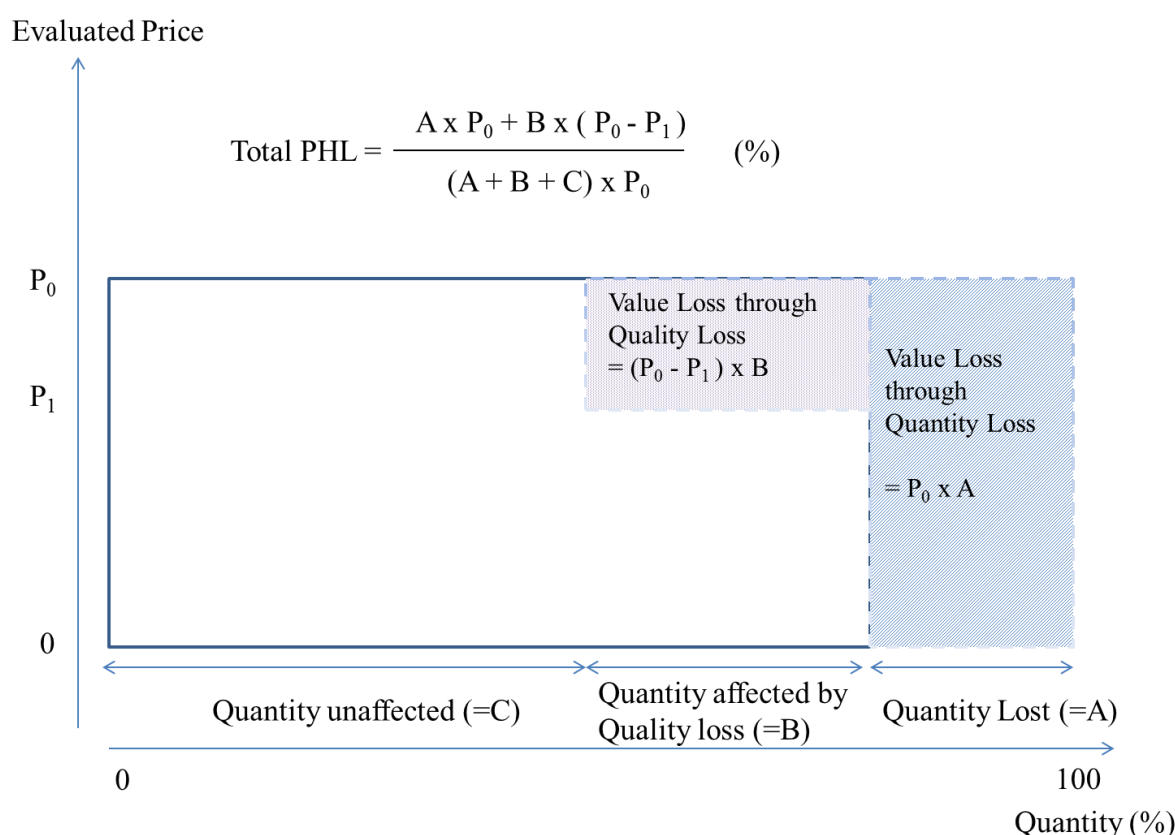 Evaluated Price
A x P₀ + B x ( P₀ - P₁ )
Total PHL = (%)
(A + B + C) x P₀
P₀
Value Loss through
Quality Loss
= (P₀ - P₁ ) x B
Value Loss
through
Quantity Loss
= P₀ x A
P₁
0
Quantity unaffected (=C)
Quantity affected by
Quality loss (=B)
Quantity Lost (=A)
0
100
Quantity (%)